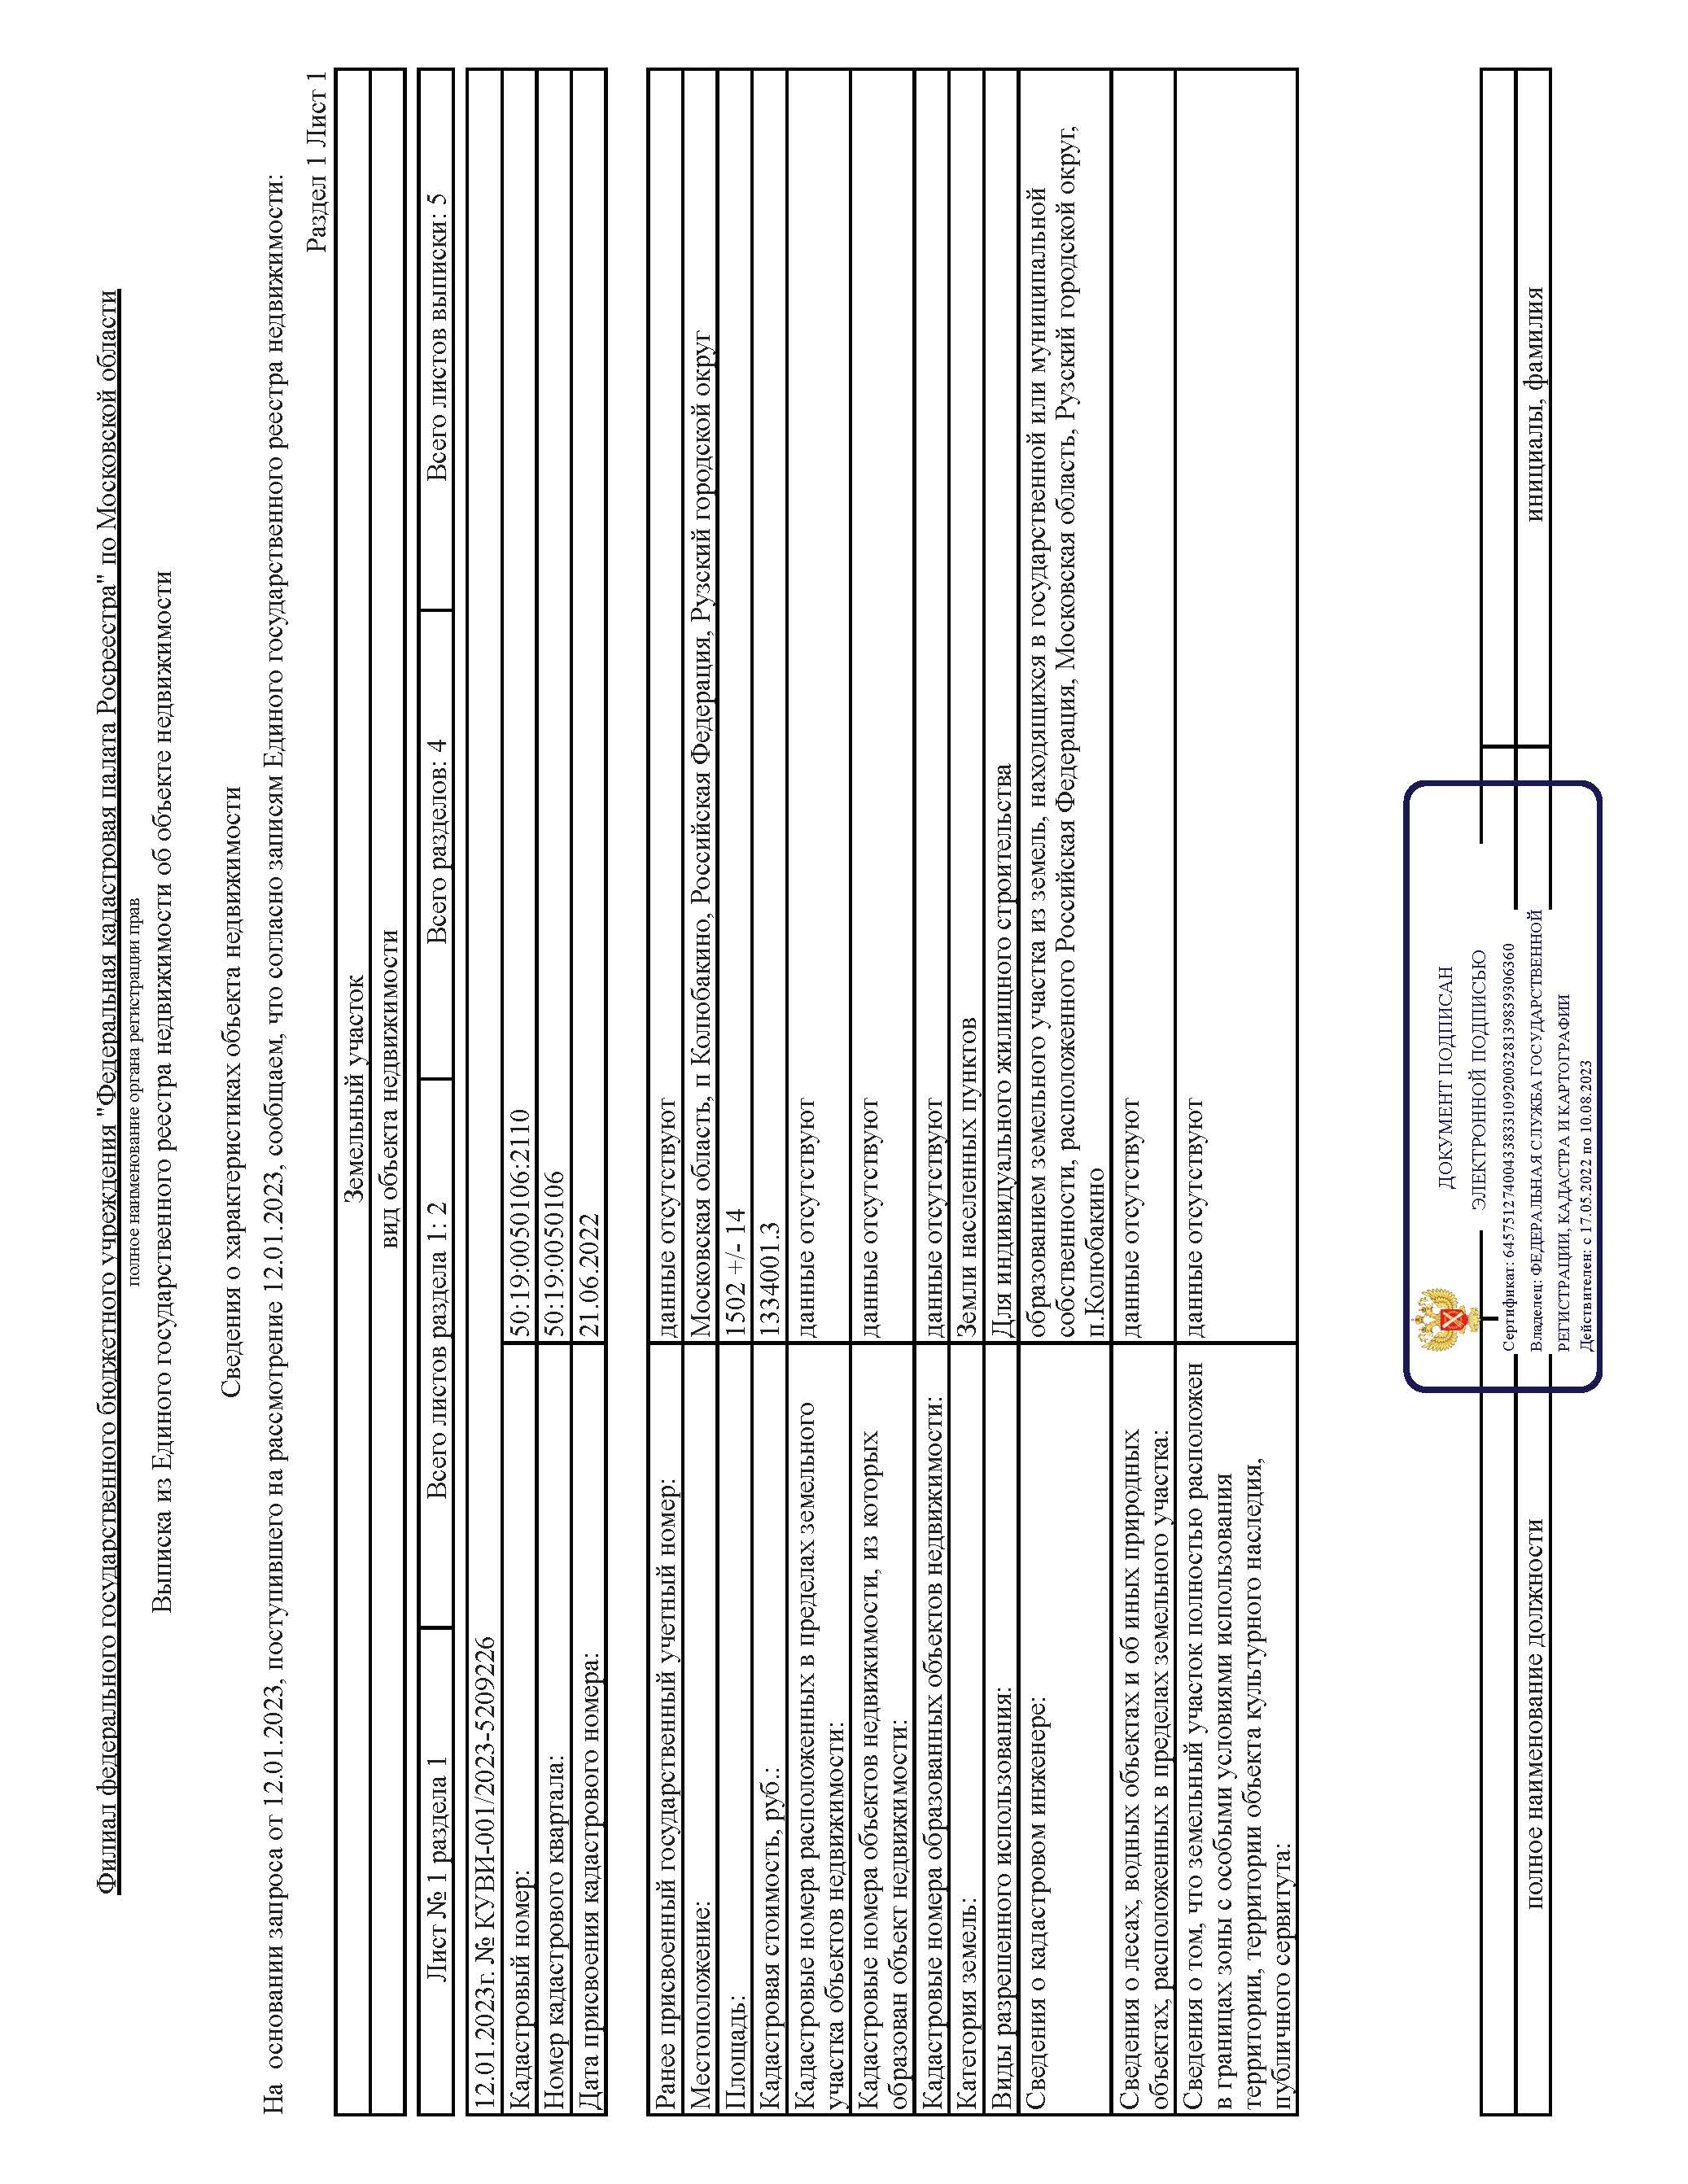 Филиал федерального государственного бюджетного учреждения "Федеральная кадастровая палата Росреестра" по Московской области
полное наименование органа регистрации прав
Выписка из Единого государственного реестра недвижимости об объекте недвижимости
Сведения о характеристиках объекта недвижимости
На основании запроса от 12.01.2023, поступившего на рассмотрение 12.01.2023, сообщаем, что согласно записям Единого государственного реестра недвижимости:
Раздел 1 Лист 1
Земельный участок
вид объекта недвижимости
Лист № 1 раздела 1
Всего листов раздела 1: 2
Всего разделов: 4
Всего листов выписки: 5
12.01.2023г. № КУВИ-001/2023-5209226
Кадастровый номер:
50:19:0050106:2110
Номер кадастрового квартала:
50:19:0050106
Дата присвоения кадастрового номера:
21.06.2022
Ранее присвоенный государственный учетный номер:
данные отсутствуют
Местоположение:
Московская область, п Колюбакино, Российская Федерация, Рузский городской округ
Площадь:
1502 +/- 14
Кадастровая стоимость, руб.:
1334001.3
Кадастровые номера расположенных в пределах земельного
участка объектов недвижимости:
данные отсутствуют
Кадастровые номера объектов недвижимости, из которых
образован объект недвижимости:
данные отсутствуют
Кадастровые номера образованных объектов недвижимости:
данные отсутствуют
Категория земель:
Земли населенных пунктов
Виды разрешенного использования:
Для индивидуального жилищного строительства
Сведения о кадастровом инженере:
образованием земельного участка из земель, находящихся в государственной или муниципальной
собственности, расположенного Российская Федерация, Московская область, Рузский городской округ,
п.Колюбакино
Сведения о лесах, водных объектах и об иных природных
объектах, расположенных в пределах земельного участка:
данные отсутствуют
Сведения о том, что земельный участок полностью расположен
в границах зоны с особыми условиями использования
территории, территории объекта культурного наследия,
публичного сервитута:
данные отсутствуют
ДОКУМЕНТ ПОДПИСАН
ЭЛЕКТРОННОЙ ПОДПИСЬЮ
Сертификат: 64575127400433833109200328139839306360
Владелец: ФЕДЕРАЛЬНАЯ СЛУЖБА ГОСУДАРСТВЕННОЙ
РЕГИСТРАЦИИ, КАДАСТРА И КАРТОГРАФИИ
Действителен: с 17.05.2022 по 10.08.2023
полное наименование должности
инициалы, фамилия